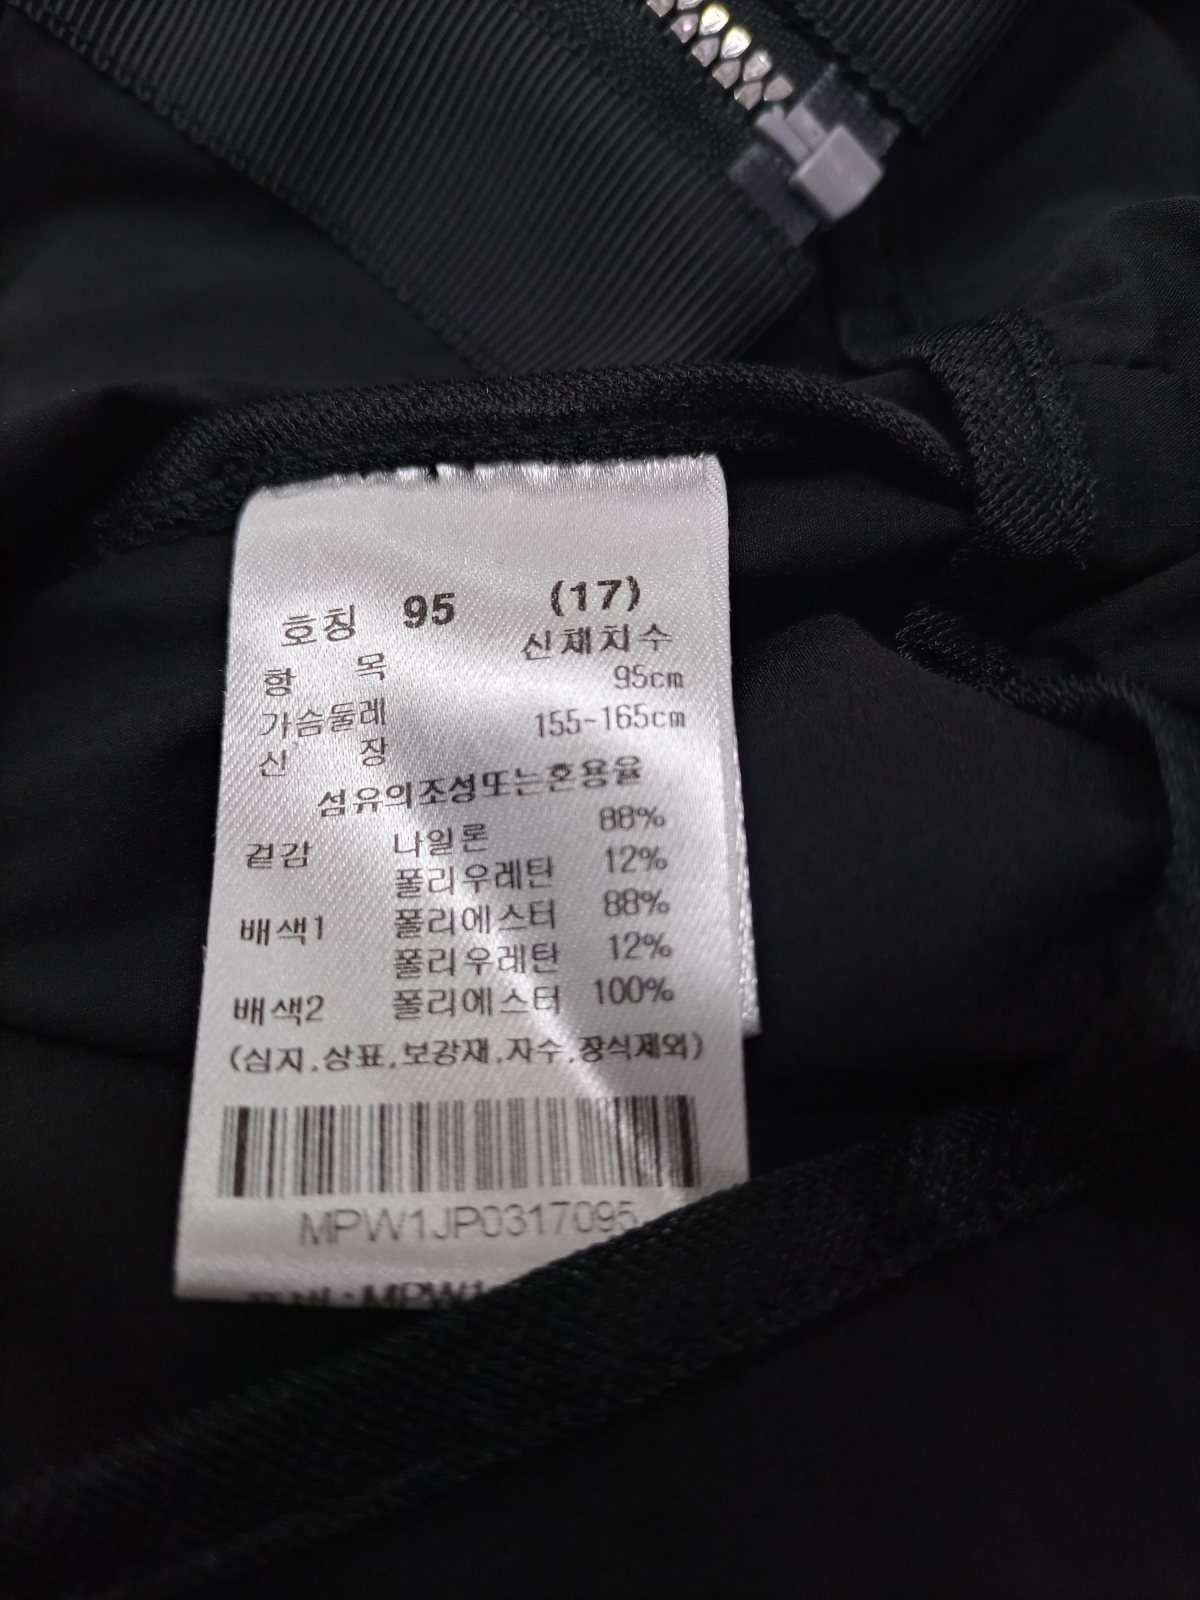 호칭 95 (17)
항 목 신체치수
가슴둘레 95cm
신 장 155~165cm
섬유의조성또는혼용율
겉감 나일론 88%
폴리우레탄 12%
배색1 폴리에스터 88%
폴리우레탄 12%
배색2 폴리에스터 100%
(심지,상표,보강재,자수,장식제외)
MPW1JP0317095